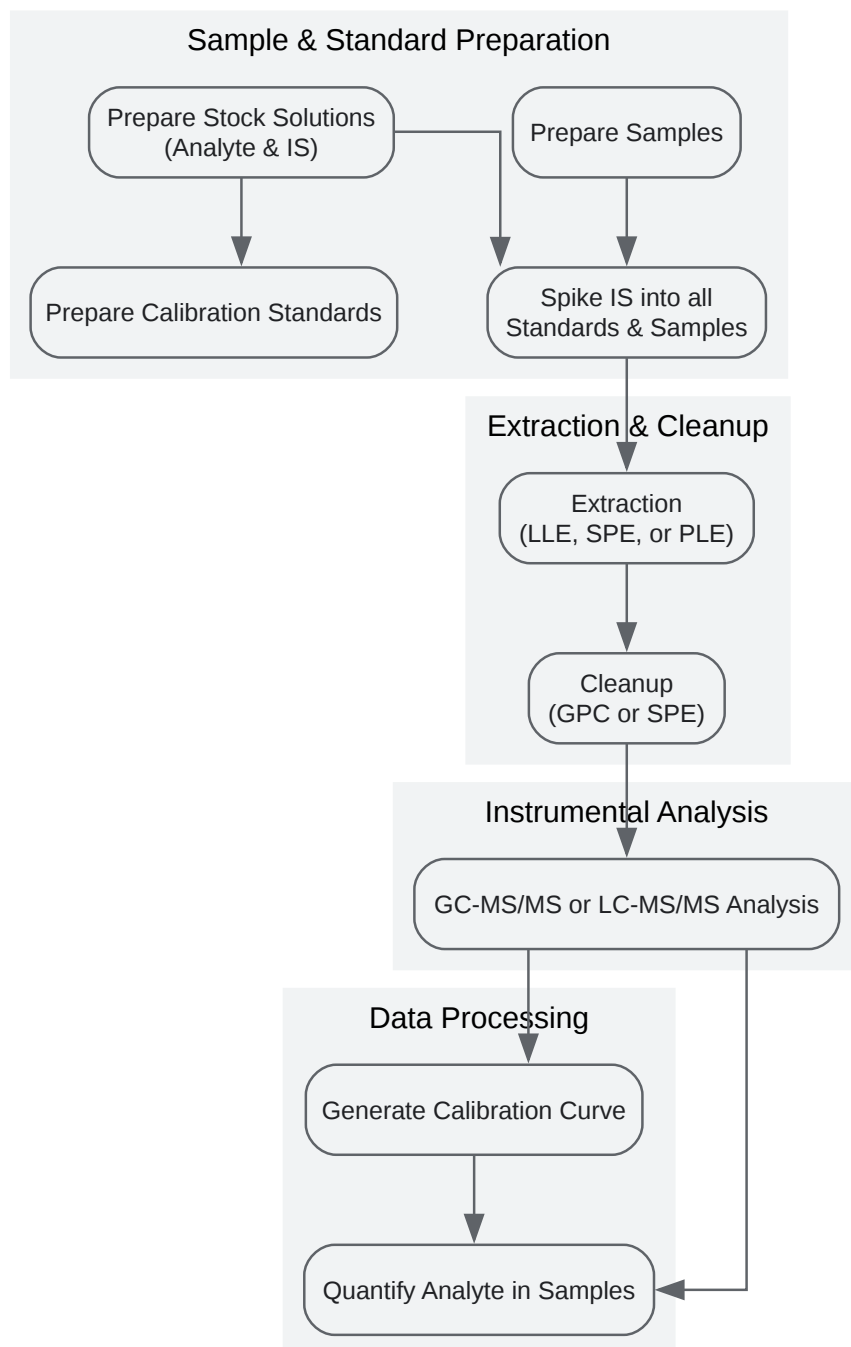 Sample & Standard Preparation
Prepare Stock Solutions
(Analyte & IS)
Prepare Samples
Prepare Calibration Standards
Spike IS into all
Standards & Samples
Extraction & Cleanup
Extraction
(LLE, SPE, or PLE)
Cleanup
(GPC or SPE)
Instrumental Analysis
GC-MS/MS or LC-MS/MS Analysis
Data Processing
Generate Calibration Curve
Quantify Analyte in Samples